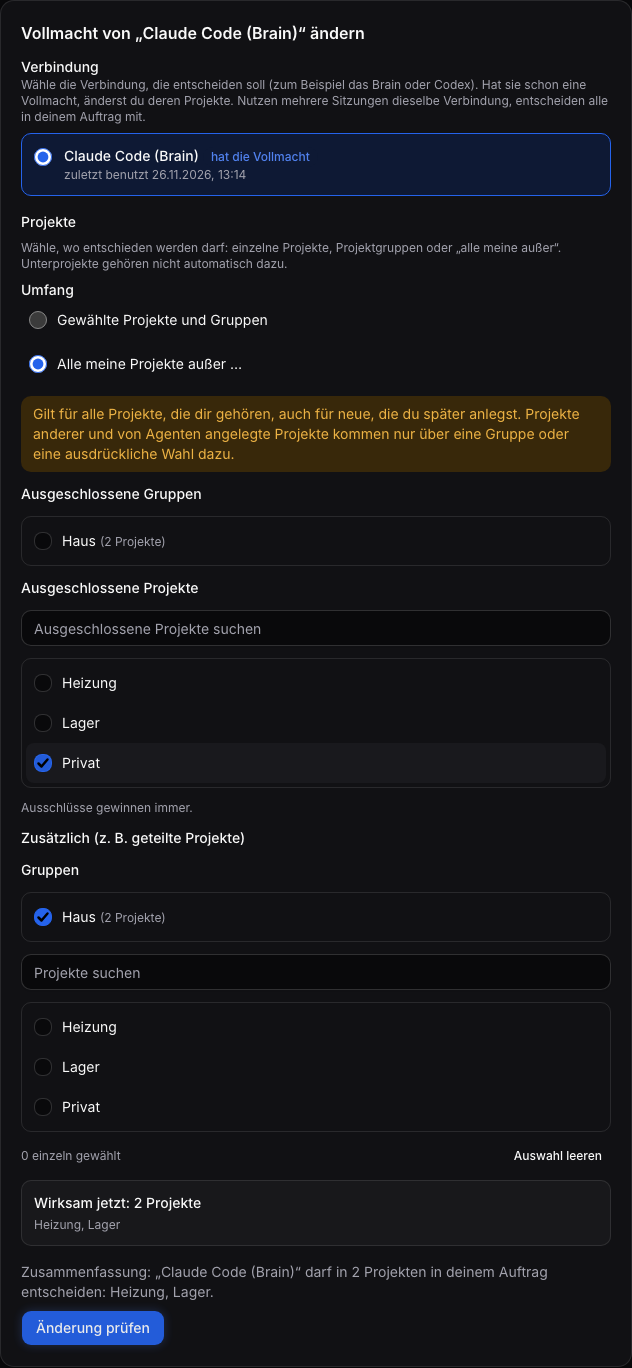 Vollmacht von „Claude Code (Brain)“ ändern
Verbindung
Wähle die Verbindung, die entscheiden soll (zum Beispiel das Brain oder Codex). Hat sie schon eine
Vollmacht, änderst du deren Projekte. Nutzen mehrere Sitzungen dieselbe Verbindung, entscheiden alle
in deinem Auftrag mit.
Claude Code (Brain) hat die Vollmacht
zuletzt benutzt 26.11.2026, 13:14
Projekte
Wähle, wo entschieden werden darf: einzelne Projekte, Projektgruppen oder „alle meine außer“.
Unterprojekte gehören nicht automatisch dazu.
Umfang
Gewählte Projekte und Gruppen
Alle meine Projekte außer ...
Gilt für alle Projekte, die dir gehören, auch für neue, die du später anlegst. Projekte
anderer und von Agenten angelegte Projekte kommen nur über eine Gruppe oder
eine ausdrückliche Wahl dazu.
Ausgeschlossene Gruppen
Haus (2 Projekte)
Ausgeschlossene Projekte
Ausgeschlossene Projekte suchen
Heizung
Lager
Privat
Ausschlüsse gewinnen immer.
Zusätzlich (z. B. geteilte Projekte)
Gruppen
Haus (2 Projekte)
Projekte suchen
Heizung
Lager
Privat
0 einzeln gewählt Auswahl leeren
Wirksam jetzt: 2 Projekte
Heizung, Lager
Zusammenfassung: „Claude Code (Brain)“ darf in 2 Projekten in deinem Auftrag
entscheiden: Heizung, Lager.
Änderung prüfen